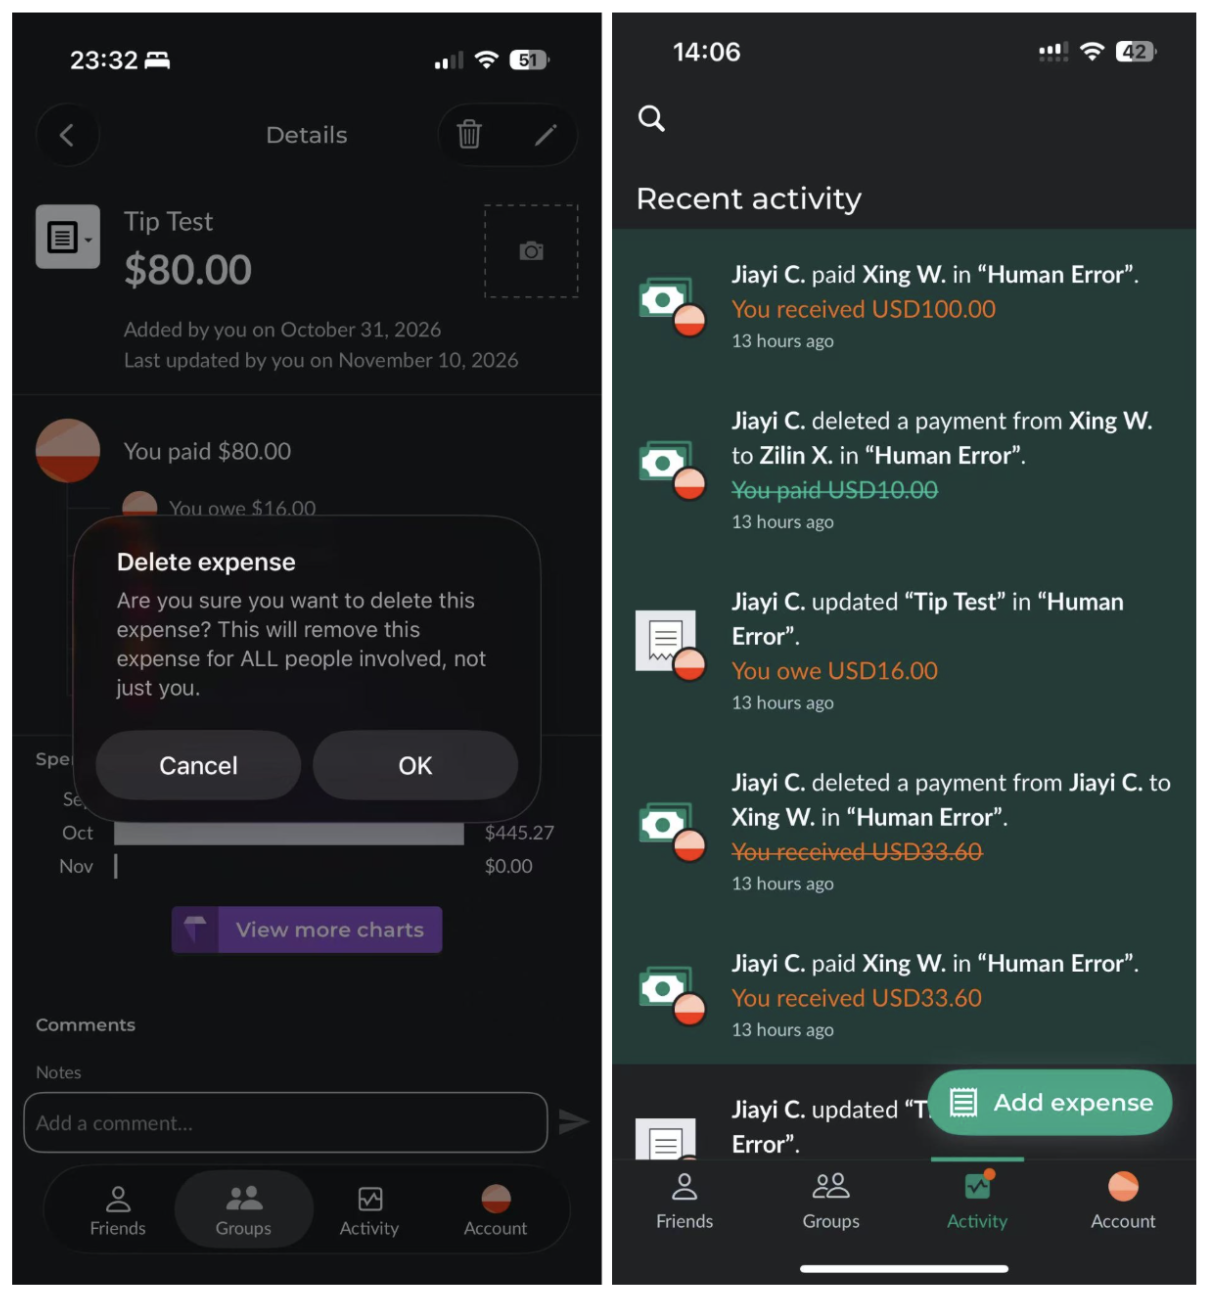 23:32
51
Details
Tip Test
$80.00
Added by you on October 31, 2026
Last updated by you on November 10, 2026
You paid $80.00
You owe $16.00
Delete expense
Are you sure you want to delete this
expense? This will remove this
expense for ALL people involved, not
just you.
Cancel
OK
Oct
$445.27
Nov
$0.00
View more charts
Comments
Notes
Add a comment...
Friends
Groups
Activity
Account
14:06
42
Recent activity
Jiayi C. paid Xing W. in “Human Error”.
You received USD100.00
13 hours ago
Jiayi C. deleted a payment from Xing W.
to Zilin X. in “Human Error”.
You paid USD10.00
13 hours ago
Jiayi C. updated “Tip Test” in “Human
Error”.
You owe USD16.00
13 hours ago
Jiayi C. deleted a payment from Jiayi C. to
Xing W. in “Human Error”.
You received USD33.60
13 hours ago
Jiayi C. paid Xing W. in “Human Error”.
You received USD33.60
13 hours ago
Jiayi C. updated
Error”.
Add expense
Friends
Groups
Activity
Account